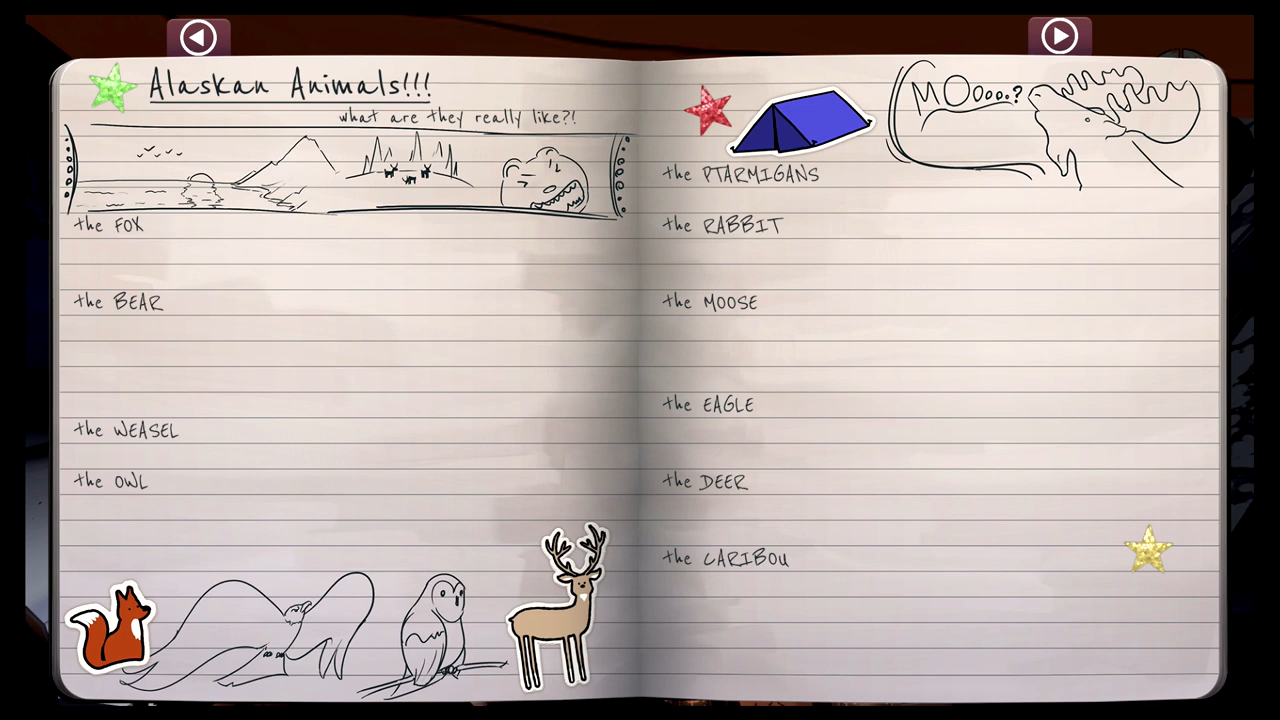 Alaskan Animals!!!
what are they really like?!
the FOX
the BEAR
the WEASEL
the OWL
MOoooo.?
the PTARMIGANS
the RABBIT
the MOOSE
the EAGLE
the DEER
the CARIBOU